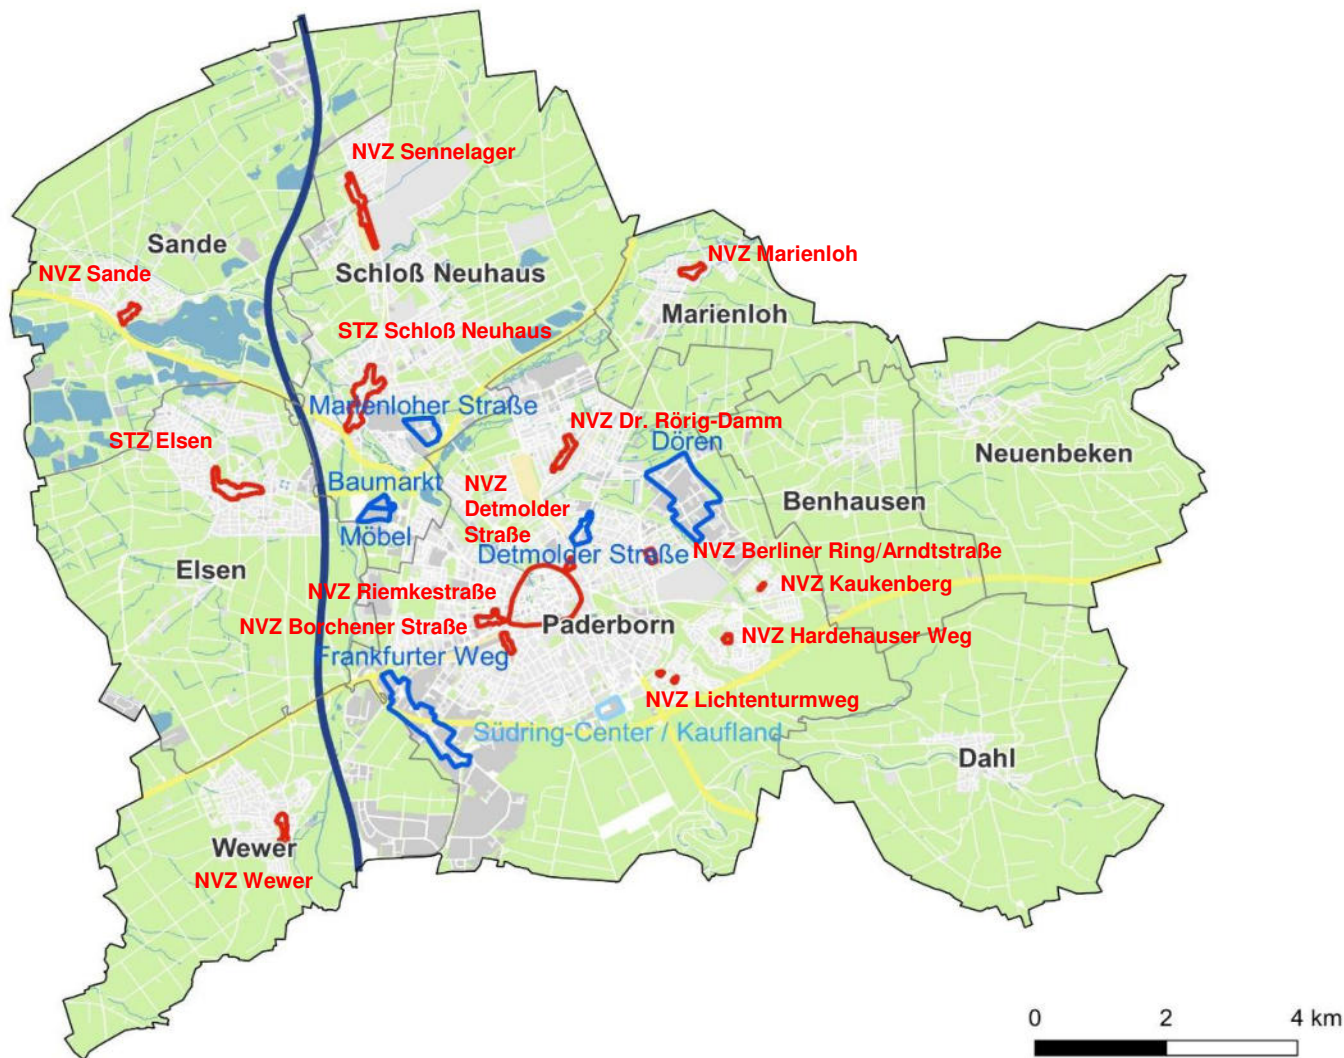 NVZ Sennelager
Sande
NVZ Marienloh
NVZ Sande
Schloß Neuhaus
Marienloh
STZ Schloß Neuhaus
Marienloher Straße
NVZ Dr. Rörig-Damm
STZ Elsen
Dören
Neuenbeken
Baumarkt
NVZ
Detmolder
Straße
Benhausen
Möbel
Detmolder Straße
NVZ Berliner Ring/Arndtstraße
Elsen
NVZ Kaukenberg
NVZ Riemkestraße
NVZ Borchener Straße
Paderborn
NVZ Hardehauser Weg
Frankfurter Weg
NVZ Lichtenturmweg
Südring-Center / Kaufland
Dahl
Wewer
NVZ Wewer
0 2 4 km